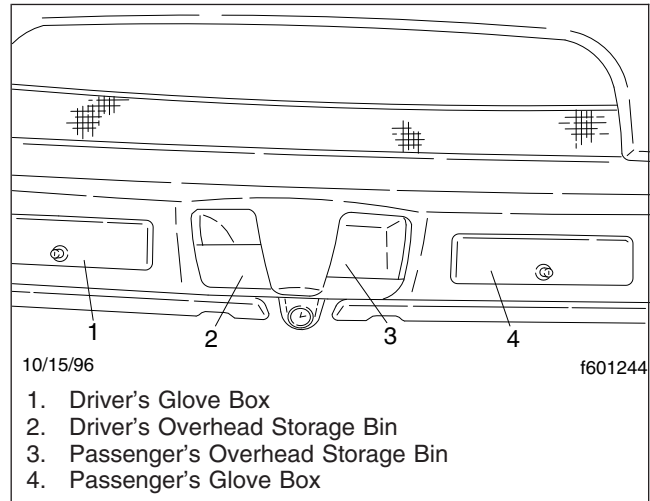 1
2
3
4
10/15/96
f601244
1. Driver's Glove Box
2. Driver's Overhead Storage Bin
3. Passenger's Overhead Storage Bin
4. Passenger's Glove Box